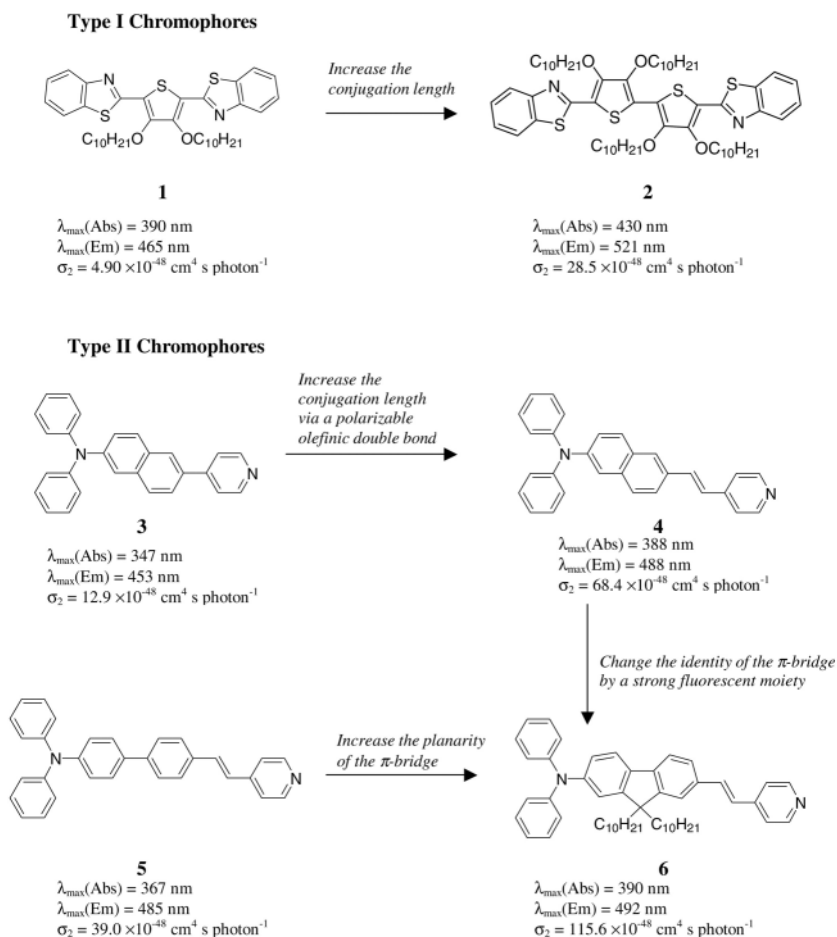 Type I Chromophores
N
S
S
S
N
C₁₀H₂₁O
OC₁₀H₂₁
1
λmax(Abs) = 390 nm
λmax(Em) = 465 nm
σ₂ = 4.90 ×10⁻⁴⁸ cm⁴ s photon⁻¹
Increase the
conjugation length
C₁₀H₂₁O
OC₁₀H₂₁
N
S
S
S
S
N
C₁₀H₂₁O
OC₁₀H₂₁
2
λmax(Abs) = 430 nm
λmax(Em) = 521 nm
σ₂ = 28.5 ×10⁻⁴⁸ cm⁴ s photon⁻¹
Type II Chromophores
N
N
3
λmax(Abs) = 347 nm
λmax(Em) = 453 nm
σ₂ = 12.9 ×10⁻⁴⁸ cm⁴ s photon⁻¹
Increase the
conjugation length
via a polarizable
olefinic double bond
N
N
4
λmax(Abs) = 388 nm
λmax(Em) = 488 nm
σ₂ = 68.4 ×10⁻⁴⁸ cm⁴ s photon⁻¹
Change the identity of the π-bridge
by a strong fluorescent moiety
N
N
5
λmax(Abs) = 367 nm
λmax(Em) = 485 nm
σ₂ = 39.0 ×10⁻⁴⁸ cm⁴ s photon⁻¹
Increase the planarity
of the π-bridge
N
N
C₁₀H₂₁ C₁₀H₂₁
6
λmax(Abs) = 390 nm
λmax(Em) = 492 nm
σ₂ = 115.6 ×10⁻⁴⁸ cm⁴ s photon⁻¹